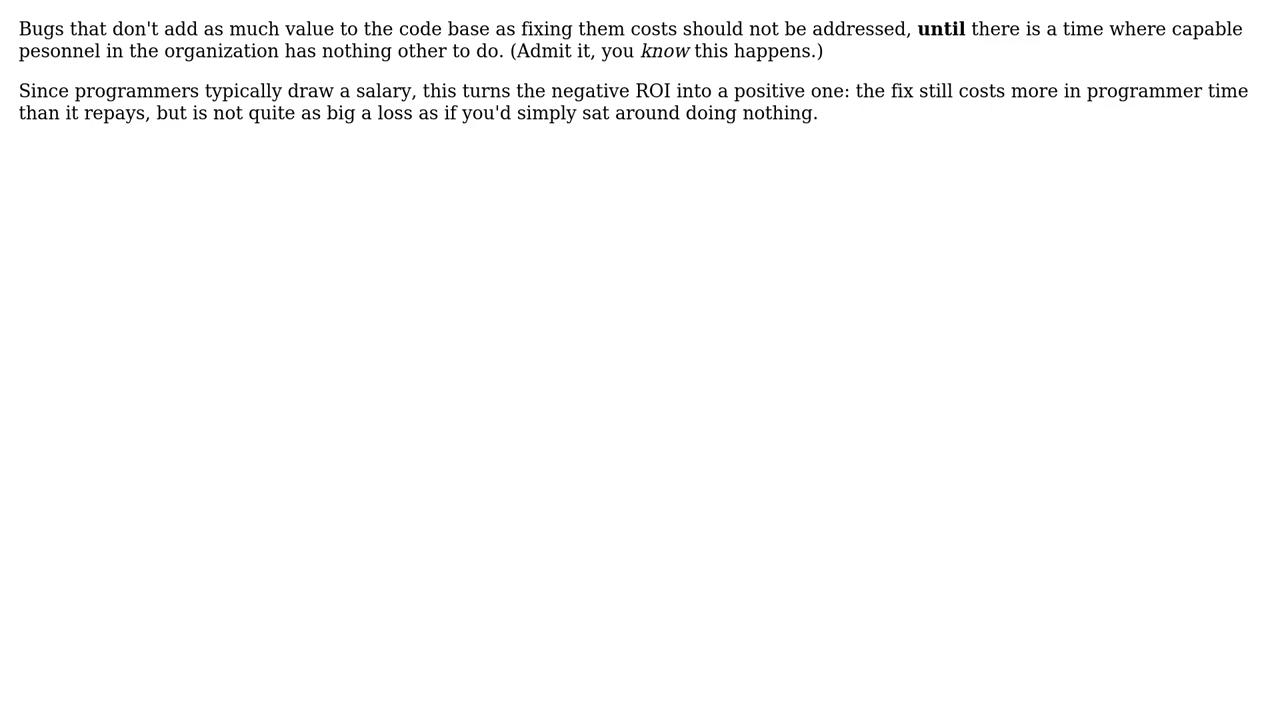 Bugs that don't add as much value to the code base as fixing them costs should not be addressed, until there is a time where capable
pesonnel in the organization has nothing other to do. (Admit it, you know this happens.)
Since programmers typically draw a salary, this turns the negative ROI into a positive one: the fix still costs more in programmer time
than it repays, but is not quite as big a loss as if you'd simply sat around doing nothing.